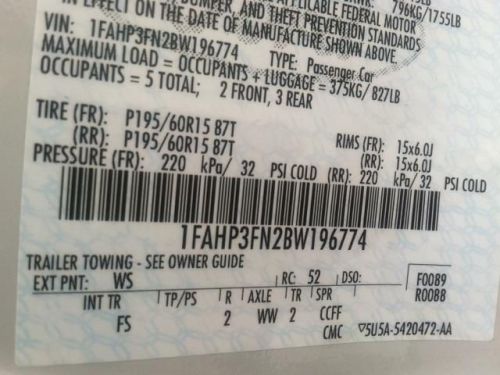 APPLICABLE FEDERAL MOTOR 79KG/1755LB
BUMPER, AND THEFT PREVENTION STANDARDS
IN EFFECT ON THE DATE OF MANUFACTURE SHOWN ABOVE.
VIN: 1FAHP3FN2BW196774 TYPE: Passenger Car
MAXIMUM LOAD = OCCUPANTS + LUGGAGE = 375KG/ 827LB
OCCUPANTS = 5 TOTAL; 2 FRONT, 3 REAR
TIRE (FR): P195/60R15 87T RIMS (FR): 15x6.0J
(RR): P195/60R15 87T (RR): 15x6.0J
PRESSURE (FR): 220 kPa/ 32 PSI COLD (RR): 220 kPa/ 32 PSI COLD
1FAHP3FN2BW196774
TRAILER TOWING - SEE OWNER GUIDE
EXT PNT: WS RC: 52 DSO: F0089
R0088
INT TR TP/PS R AXLE TR SPR
FS 2 WW 2 CCFF
CMC ▽5U5A-5420472-AA